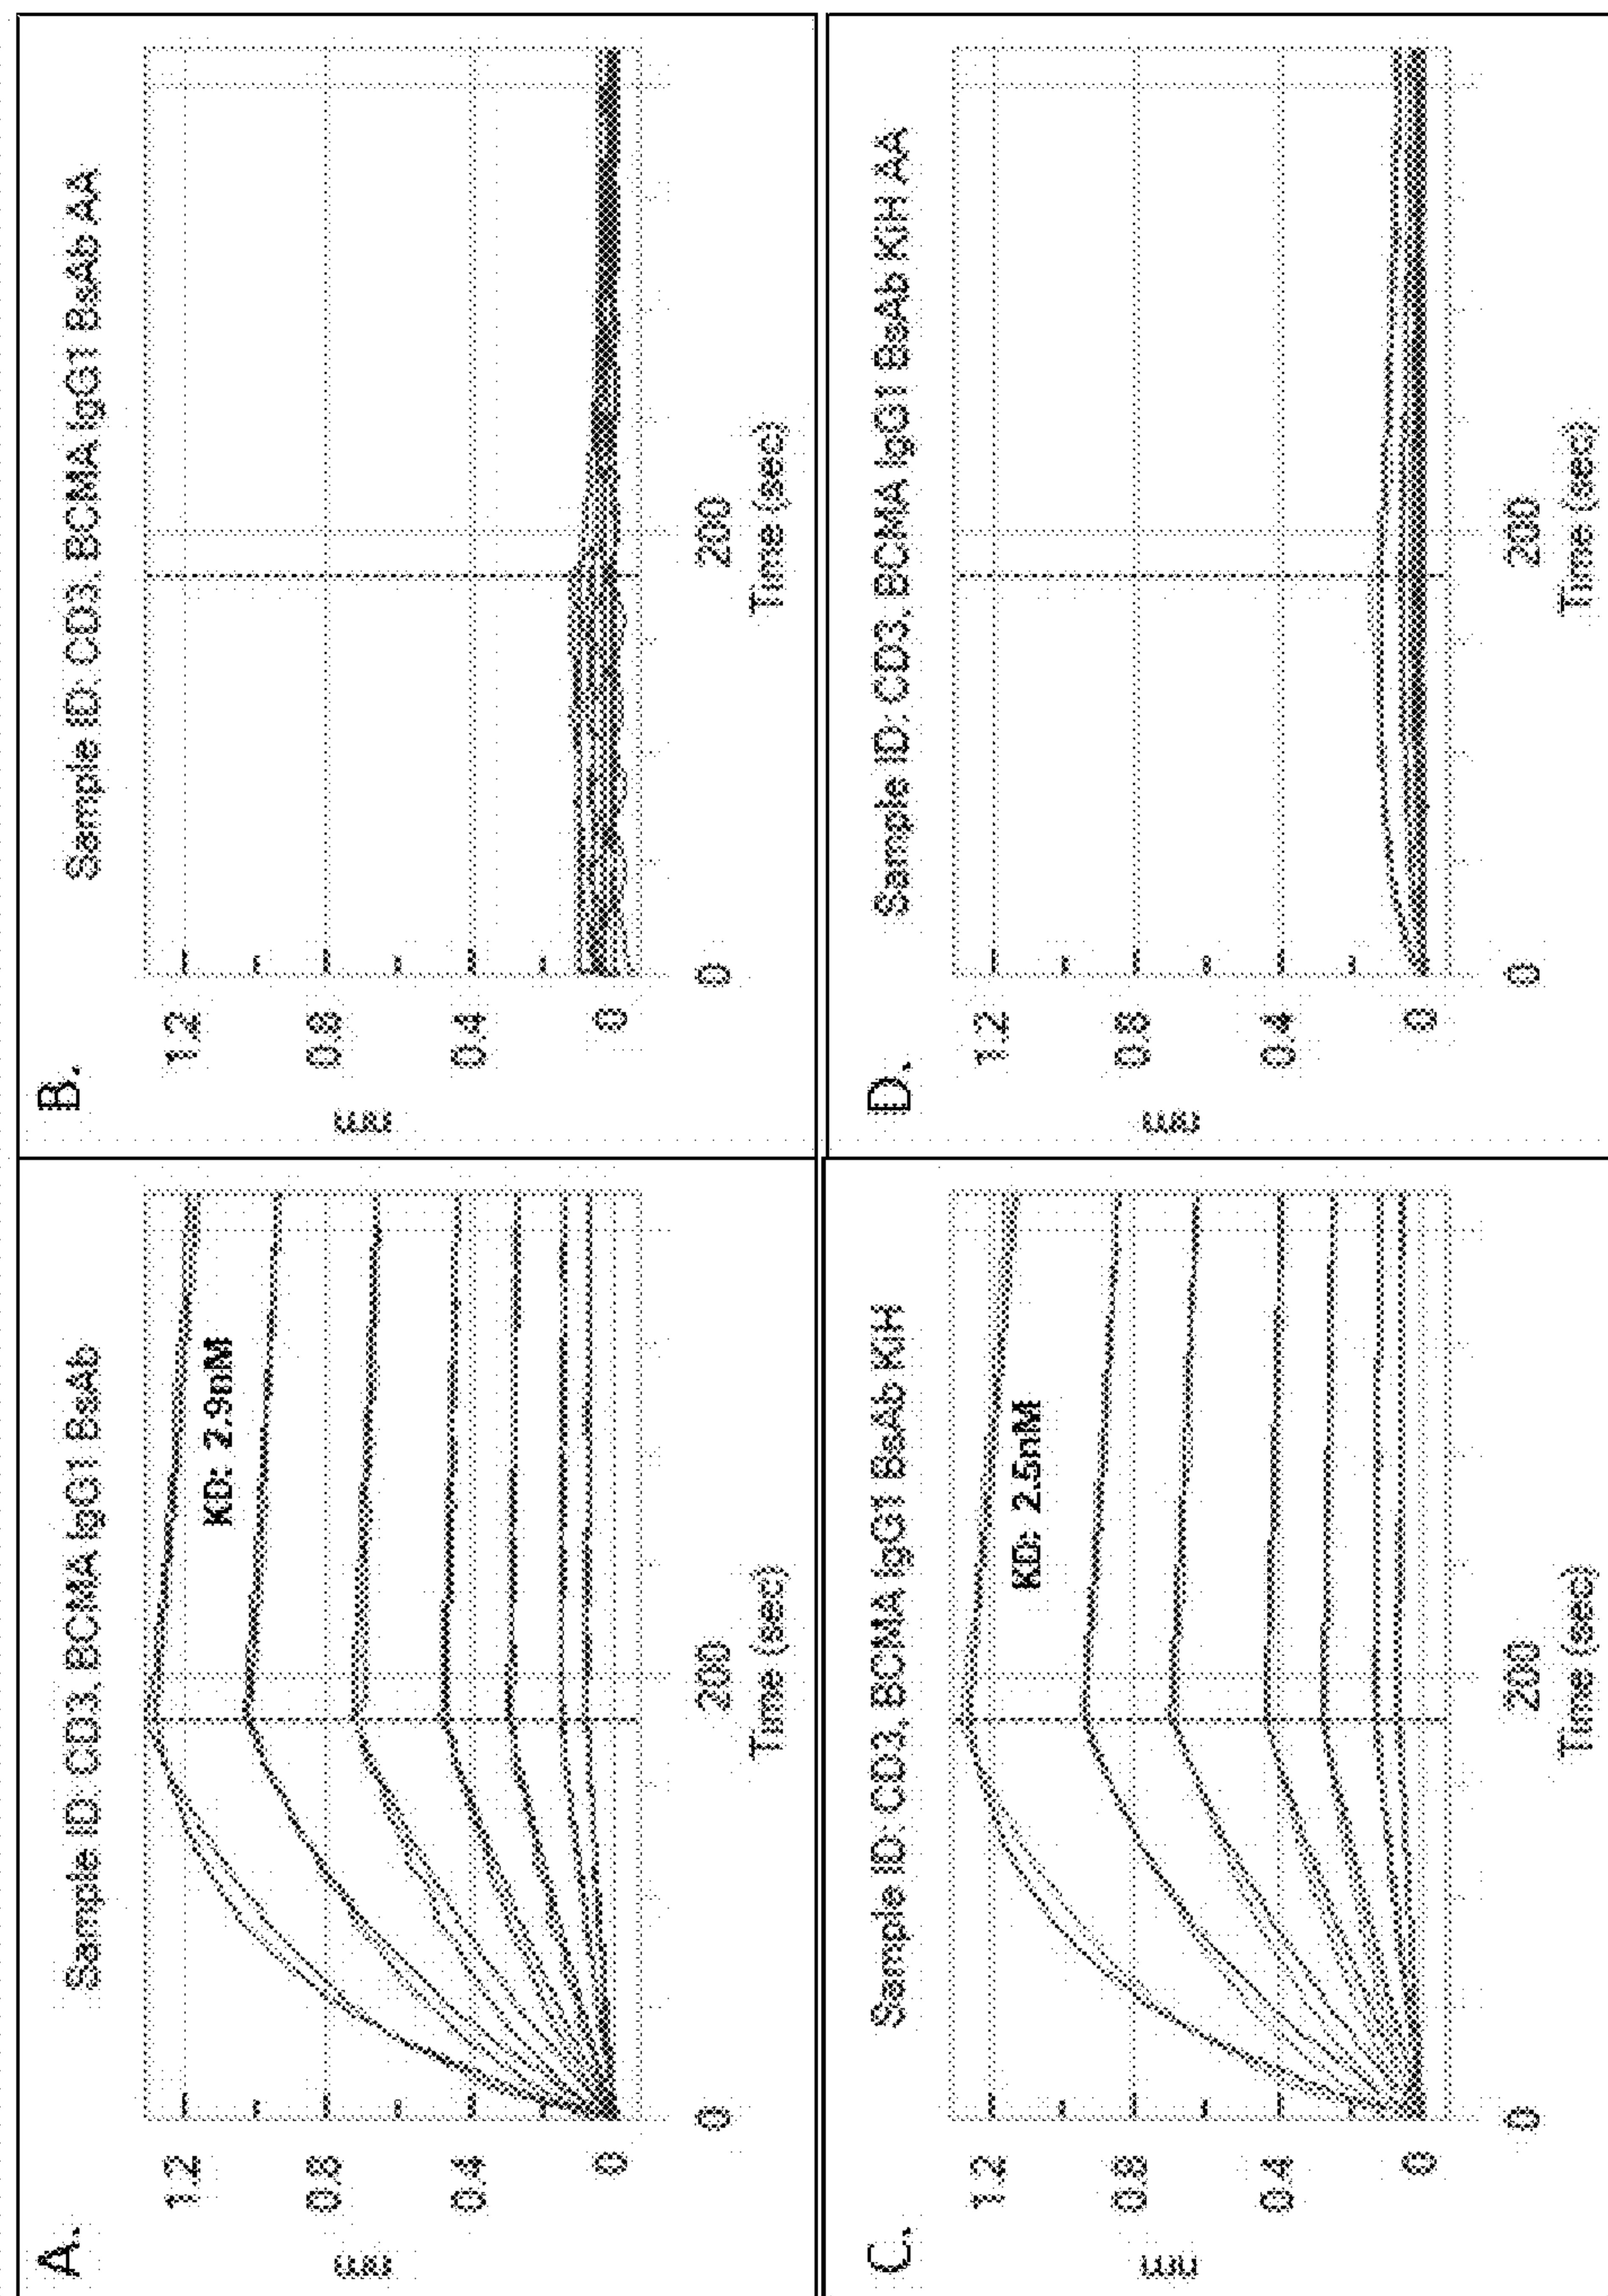 A.
Sample ID: CD3, BCMA IgG1 BsAb
1.2
0.8
0.4
0
KD: 2.9nM
0
200
Time (sec)
B.
Sample ID: CD3, BCMA IgG1 BsAb AA
1.2
0.8
0.4
0
0
200
Time (sec)
C.
Sample ID: CD3, BCMA IgG1 BsAb KiH
1.2
0.8
0.4
0
KD: 2.5nM
0
200
Time (sec)
D.
Sample ID: CD3, BCMA IgG1 BsAb KiH AA
1.2
0.8
0.4
0
0
200
Time (sec)